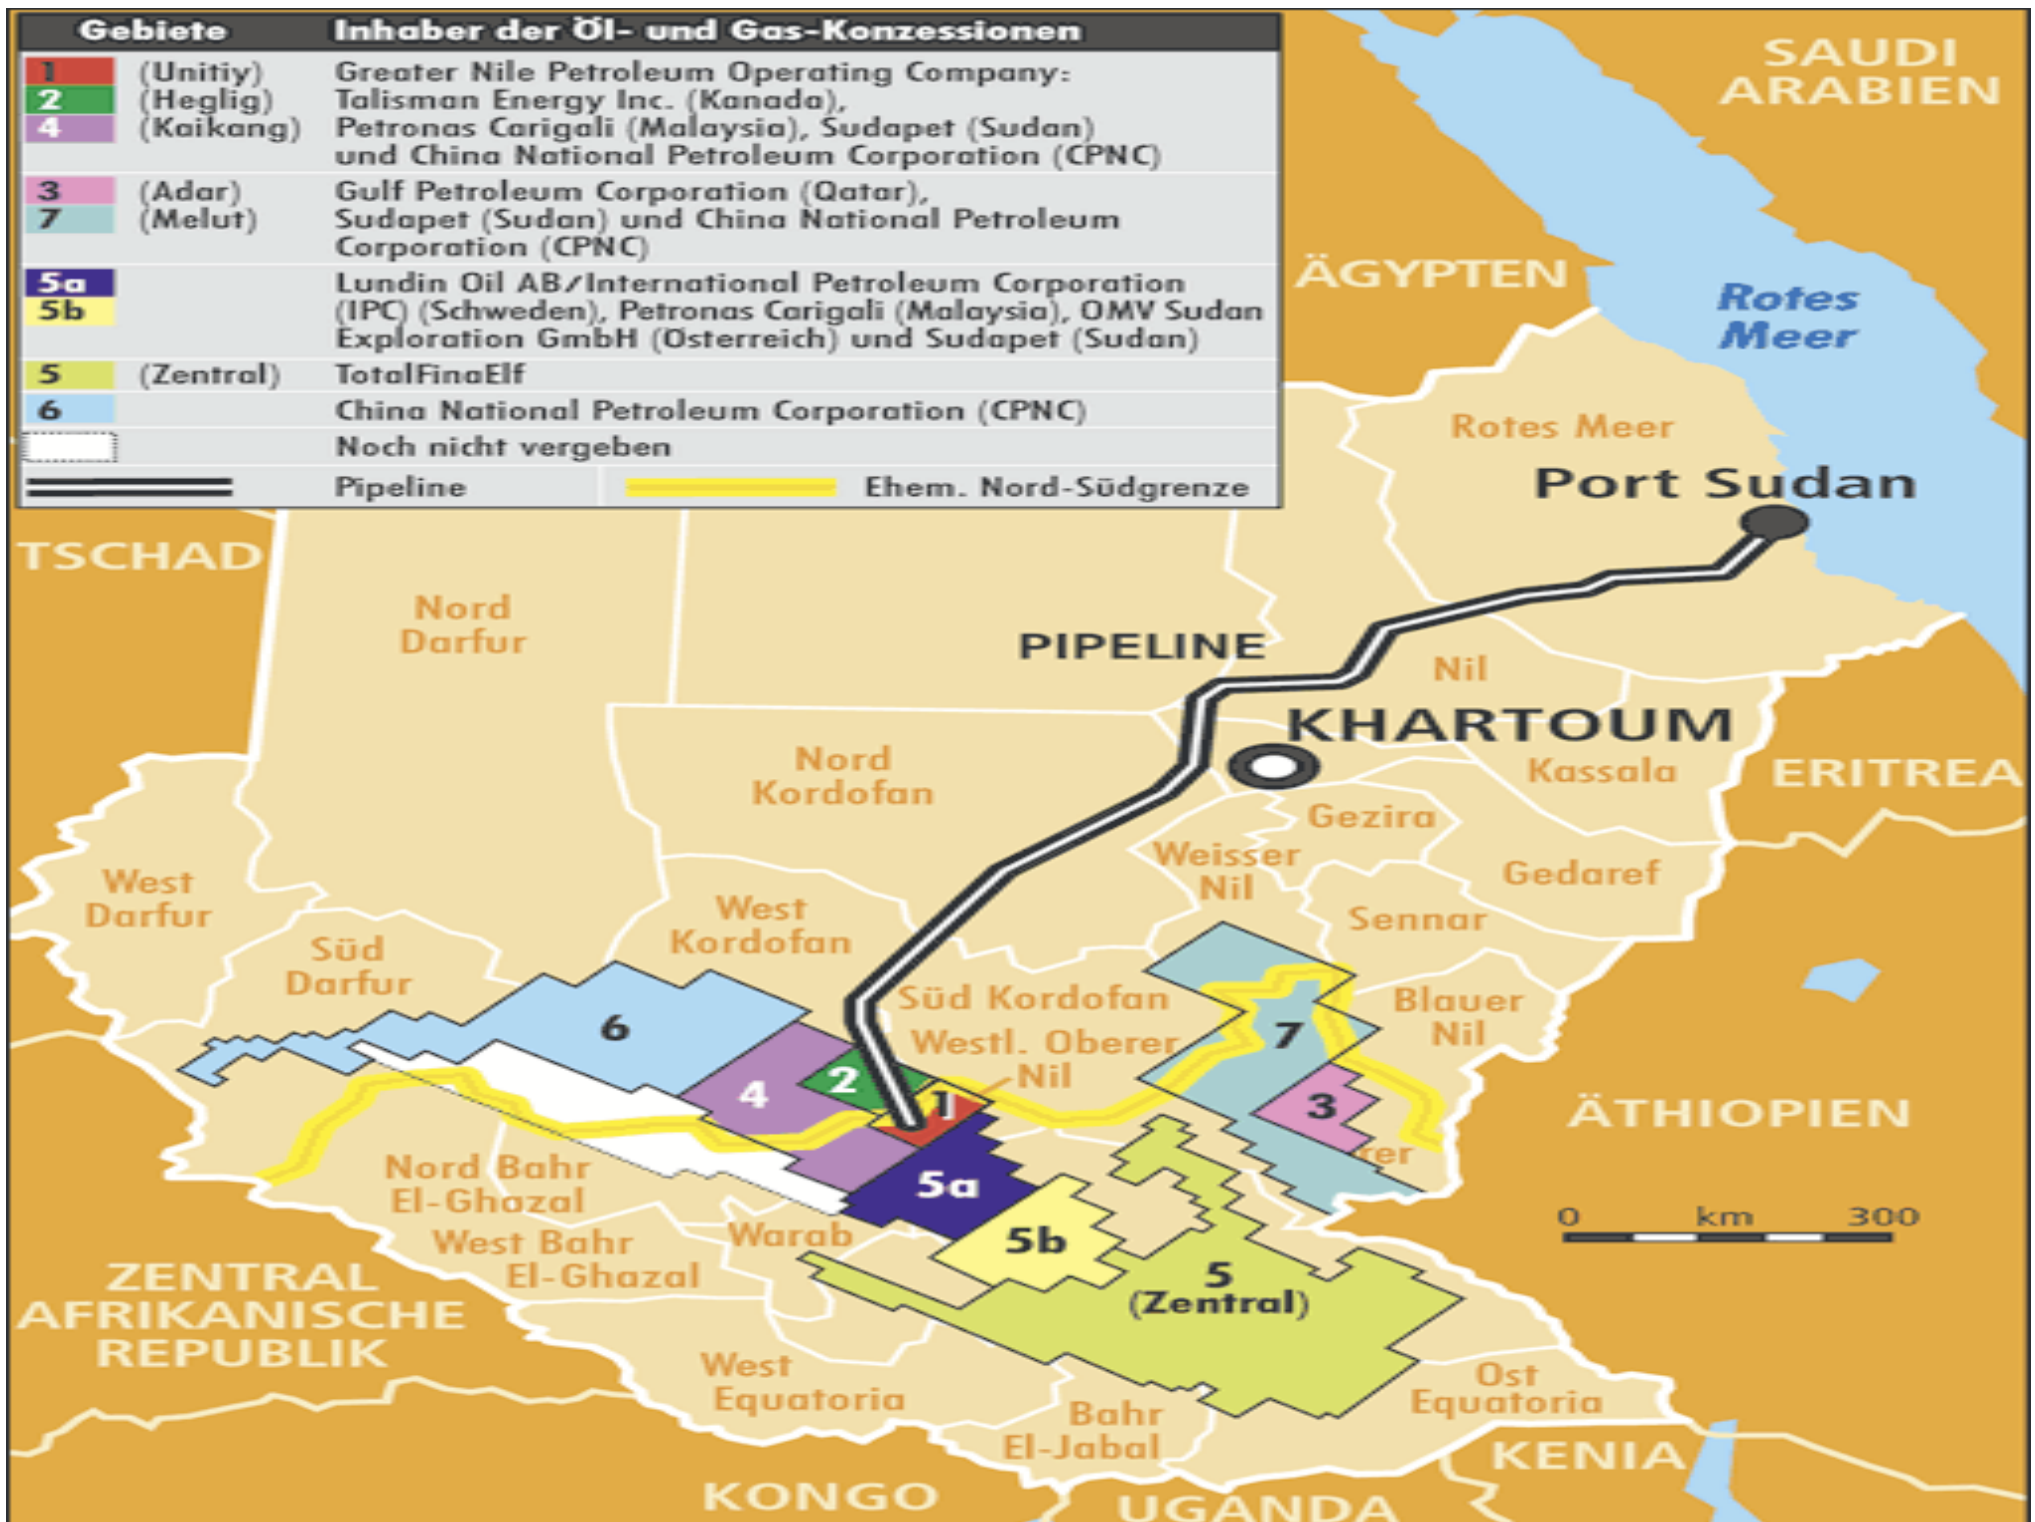 Gebiete Inhaber der Öl- und Gas-Konzessionen
1 (Unitiy) Greater Nile Petroleum Operating Company:
2 (Heglig) Talisman Energy Inc. (Kanada),
4 (Kaikang) Petronas Carigali (Malaysia), Sudapet (Sudan)
und China National Petroleum Corporation (CPNC)
3 (Adar) Gulf Petroleum Corporation (Qatar),
7 (Melut) Sudapet (Sudan) und China National Petroleum
Corporation (CPNC)
5a Lundin Oil AB/International Petroleum Corporation
5b (IPC) (Schweden), Petronas Carigali (Malaysia), OMV Sudan
Exploration GmbH (Österreich) und Sudapet (Sudan)
5 (Zentral) TotalFinaElf
6 China National Petroleum Corporation (CPNC)
Noch nicht vergeben
Pipeline Ehem. Nord-Südgrenze
SAUDI
ARABIEN
ÄGYPTEN
Rotes
Meer
Rotes Meer
Port Sudan
TSCHAD
Nord
Darfur
PIPELINE
Nil
KHARTOUM
Nord
Kordofan
Kassala
ERITREA
Gezira
Weisser
Nil
Gedaref
West
Darfur
West
Kordofan
Sennar
Süd
Darfur
Süd Kordofan
Blauer
Nil
6
7
Westl. Oberer
Nil
4
2
1
3
ÄTHIOPIEN
rer
Nord Bahr
El-Ghazal
5a
0 km 300
West Bahr
El-Ghazal
Warab
5b
5
(Zentral)
ZENTRAL
AFRIKANISCHE
REPUBLIK
West
Equatoria
Ost
Equatoria
Bahr
El-Jabal
KENIA
KONGO
UGANDA